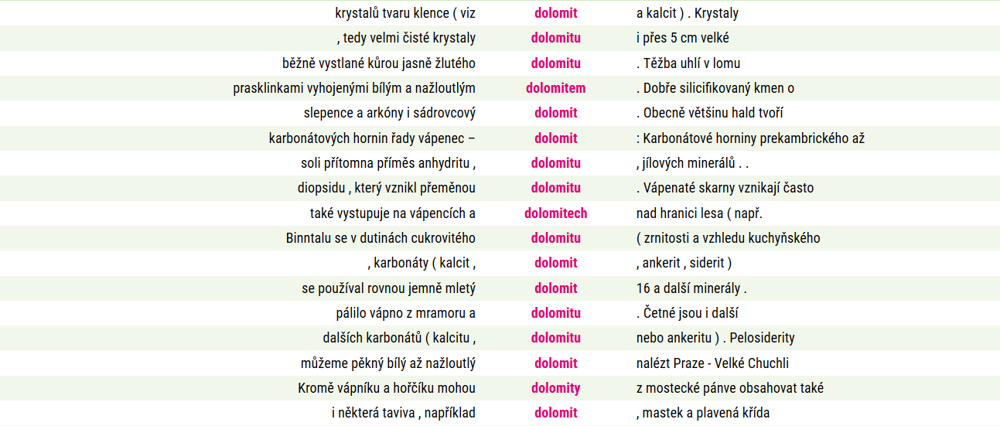 krystalů tvaru klence ( viz dolomit a kalcit ) . Krystaly
, tedy velmi čisté krystaly dolomitu i přes 5 cm velké
běžně vystlané kůrou jasně žlutého dolomitu . Těžba uhlí v lomu
prasklinkami vyhojenými bílým a nažloutlým dolomitem . Dobře silicifikovaný kmen o
slepence a arkóny i sádrovcový dolomit . Obecně většinu hald tvoří
karbonátových hornin řady vápenec – dolomit : Karbonátové horniny prekambrického až
soli přítomna příměs anhydritu , dolomitu , jílových minerálů . .
diopsidu , který vznikl přeměnou dolomitu . Vápenaté skarny vznikají často
také vystupuje na vápencích a dolomitech nad hranici lesa ( např.
Binntalu se v dutinách cukrovitého dolomitu ( zrnitosti a vzhledu kuchyňského
, karbonáty ( kalcit , dolomit , ankerit , siderit )
se používal rovnou jemně mletý dolomit 16 a další minerály .
pálilo vápno z mramoru a dolomitu . Četné jsou i další
dalších karbonátů ( kalcitu , dolomitu nebo ankeritu ) . Pelosiderity
můžeme pěkný bílý až nažloutlý dolomit nalézt Praze - Velké Chuchli
Kromě vápníku a hořčíku mohou dolomity z mostecké pánve obsahovat také
i některá taviva , například dolomit , mastek a plavená křída